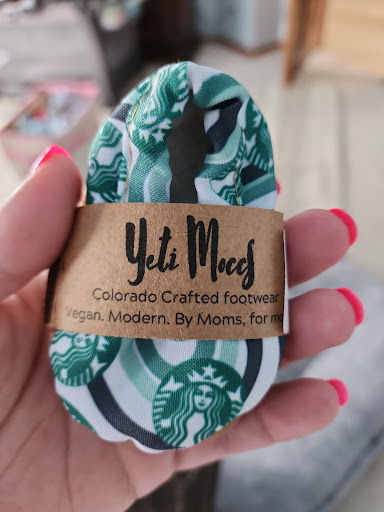 Yeti Moccs
Colorado Crafted footwear
Vegan. Modern. By Moms, for